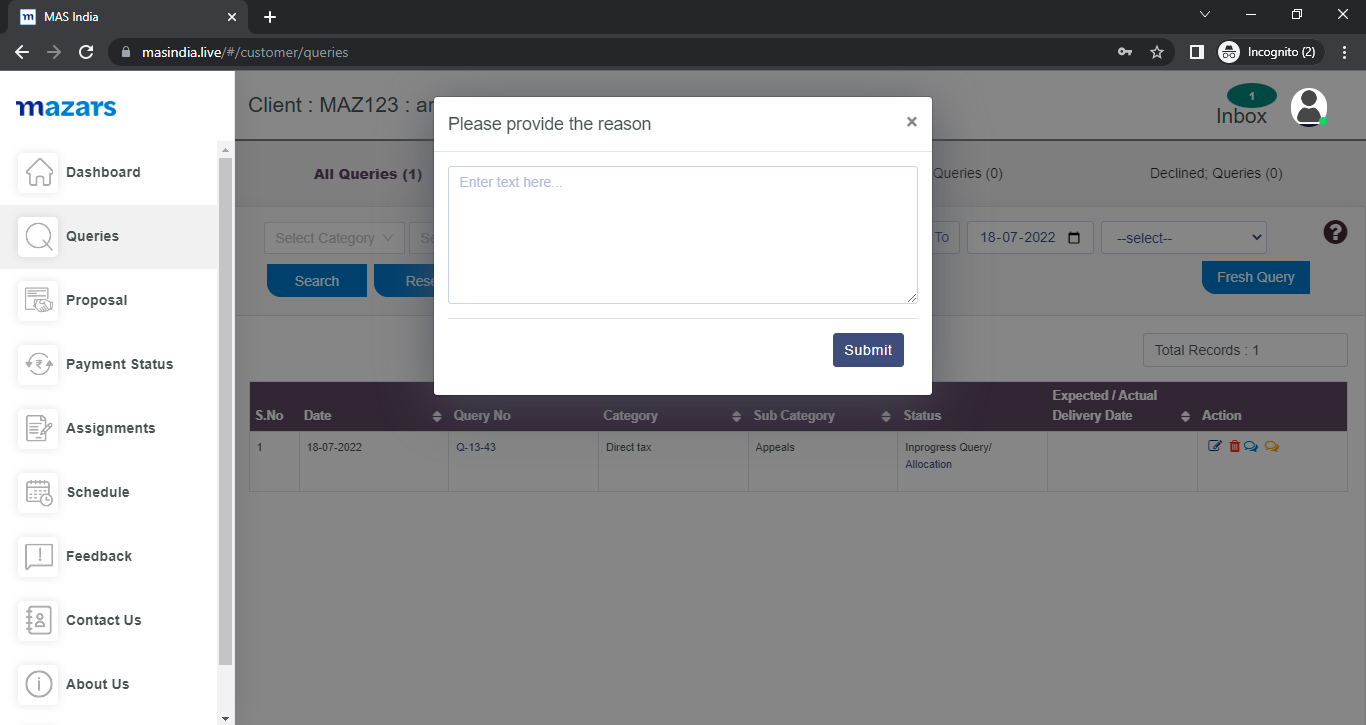 MAS India
masindia.live/#/customer/queries
Incognito (2)
mazars
Dashboard
Queries
Proposal
Payment Status
Assignments
Schedule
Feedback
Contact Us
About Us
Client : MAZ123 :
1
Inbox
All Queries (1)
Queries (0)
Declined; Queries (0)
Select Category
To
18-07-2022
--select--
Search
Fresh Query
Please provide the reason
×
Enter text here...
Submit
Total Records : 1
S.No Date Query No Category Sub Category Status Expected / Actual Delivery Date Action
1 18-07-2022 Q-13-43 Direct tax Appeals Inprogress Query/
Allocation